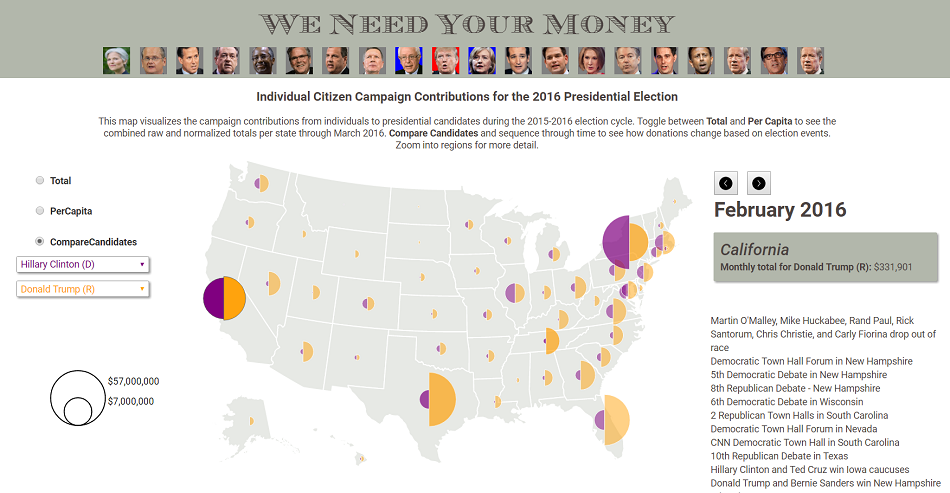 WE NEED YOUR MONEY
Individual Citizen Campaign Contributions for the 2016 Presidential Election
This map visualizes the campaign contributions from individuals to presidential candidates during the 2015-2016 election cycle. Toggle between Total and Per Capita to see the
combined raw and normalized totals per state through March 2016. Compare Candidates and sequence through time to see how donations change based on election events.
Zoom into regions for more detail.
Total
PerCapita
CompareCandidates
Hillary Clinton (D)
Donald Trump (R)
$57,000,000
$7,000,000
February 2016
California
Monthly total for Donald Trump (R): $331,901
Martin O'Malley, Mike Huckabee, Rand Paul, Rick
Santorum, Chris Christie, and Carly Fiorina drop out of
race
Democratic Town Hall Forum in New Hampshire
5th Democratic Debate in New Hampshire
8th Republican Debate - New Hampshire
6th Democratic Debate in Wisconsin
2 Republican Town Halls in South Carolina
Democratic Town Hall Forum in Nevada
CNN Democratic Town Hall in South Carolina
10th Republican Debate in Texas
Hillary Clinton and Ted Cruz win Iowa caucuses
Donald Trump and Bernie Sanders win New Hampshire